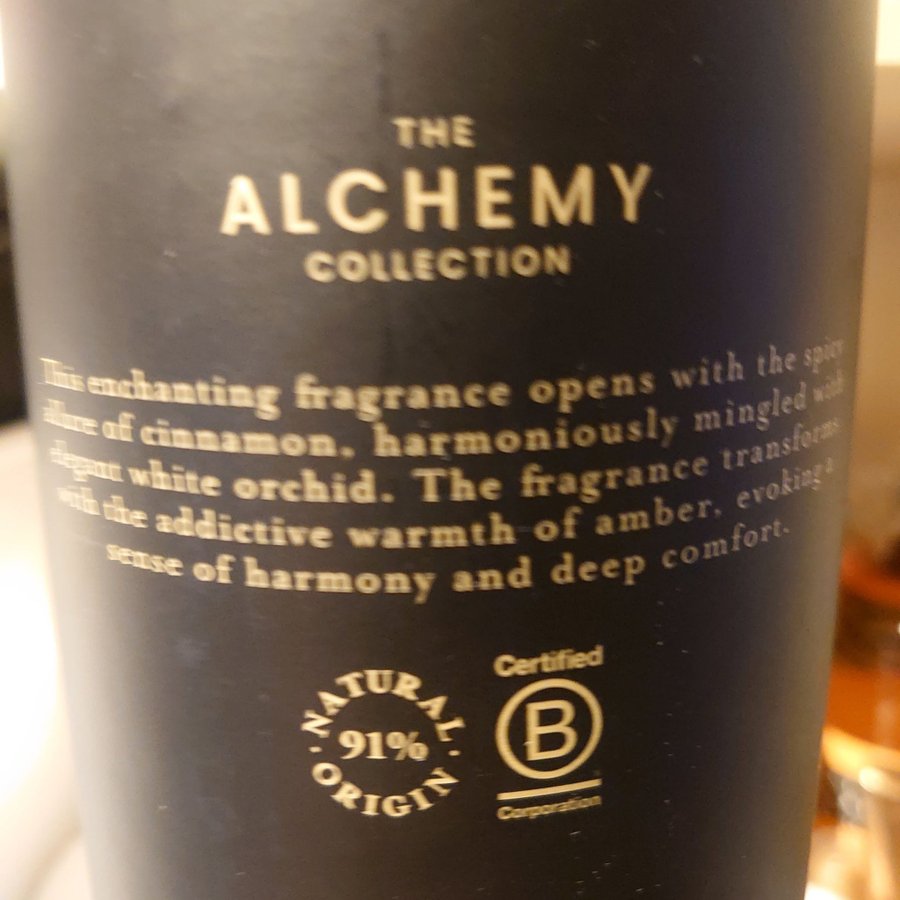 THE
ALCHEMY
COLLECTION
This enchanting fragrance opens with the spicy
allure of cinnamon, harmoniously mingled with
elegant white orchid. The fragrance transforms
with the addictive warmth of amber, evoking a
sense of harmony and deep comfort.
NATURAL
91%
ORIGIN
Certified
B
Corporation